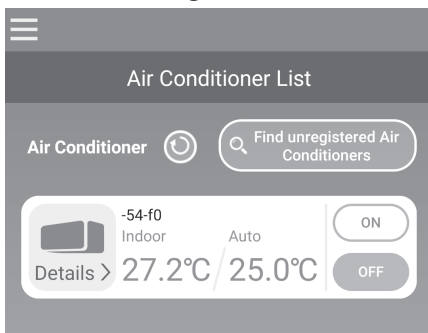 Air Conditioner List
Air Conditioner
Find unregistered Air
Conditioners
-54-f0
Indoor
Auto
ON
Details >
27.2℃
25.0℃
OFF